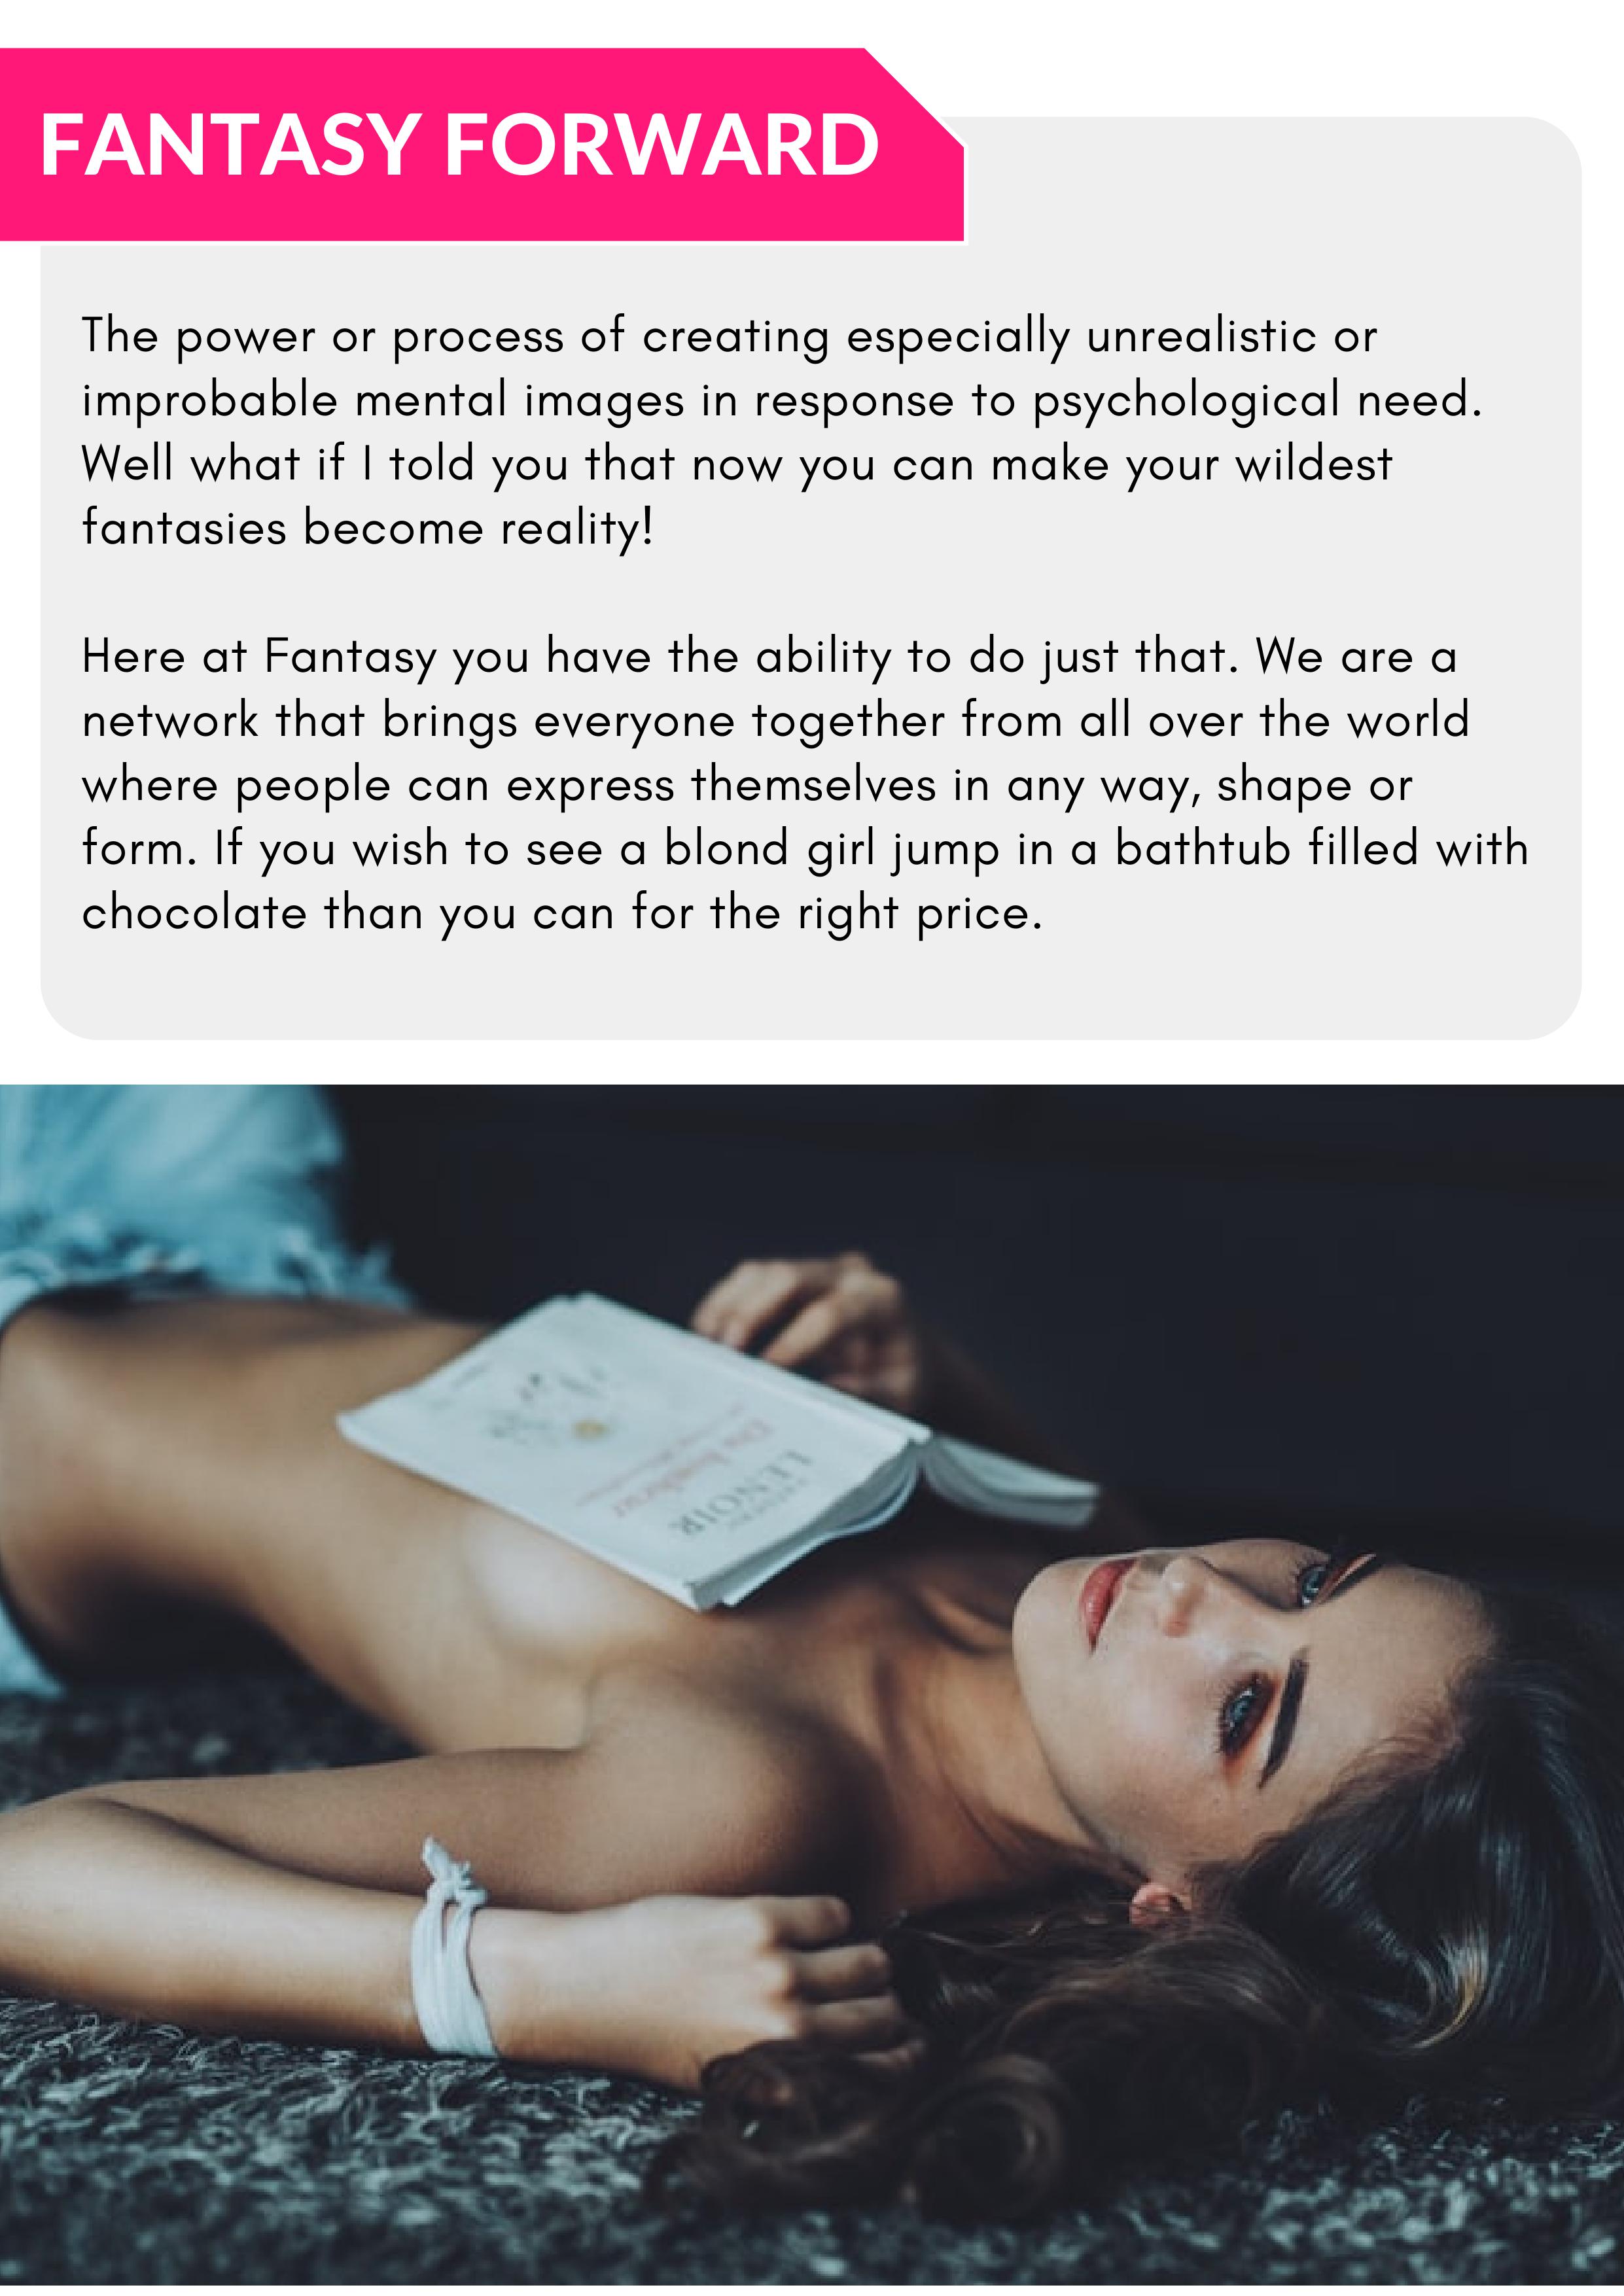 FANTASY FORWARD
The power or process of creating especially unrealistic or
improbable mental images in response to psychological need.
Well what if I told you that now you can make your wildest
fantasies become reality!
Here at Fantasy you have the ability to do just that. We are a
network that brings everyone together from all over the world
where people can express themselves in any way, shape or
form. If you wish to see a blond girl jump in a bathtub filled with
chocolate than you can for the right price.
LENOIR